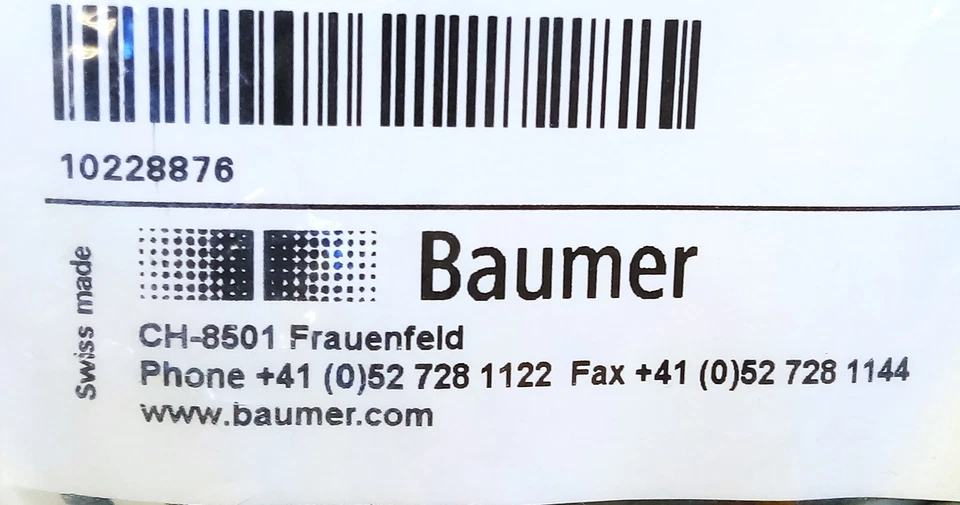 10228876
Swiss made
Baumer
CH-8501 Frauenfeld
Phone +41 (0)52 728 1122 Fax +41 (0)52 728 1144
www.baumer.com